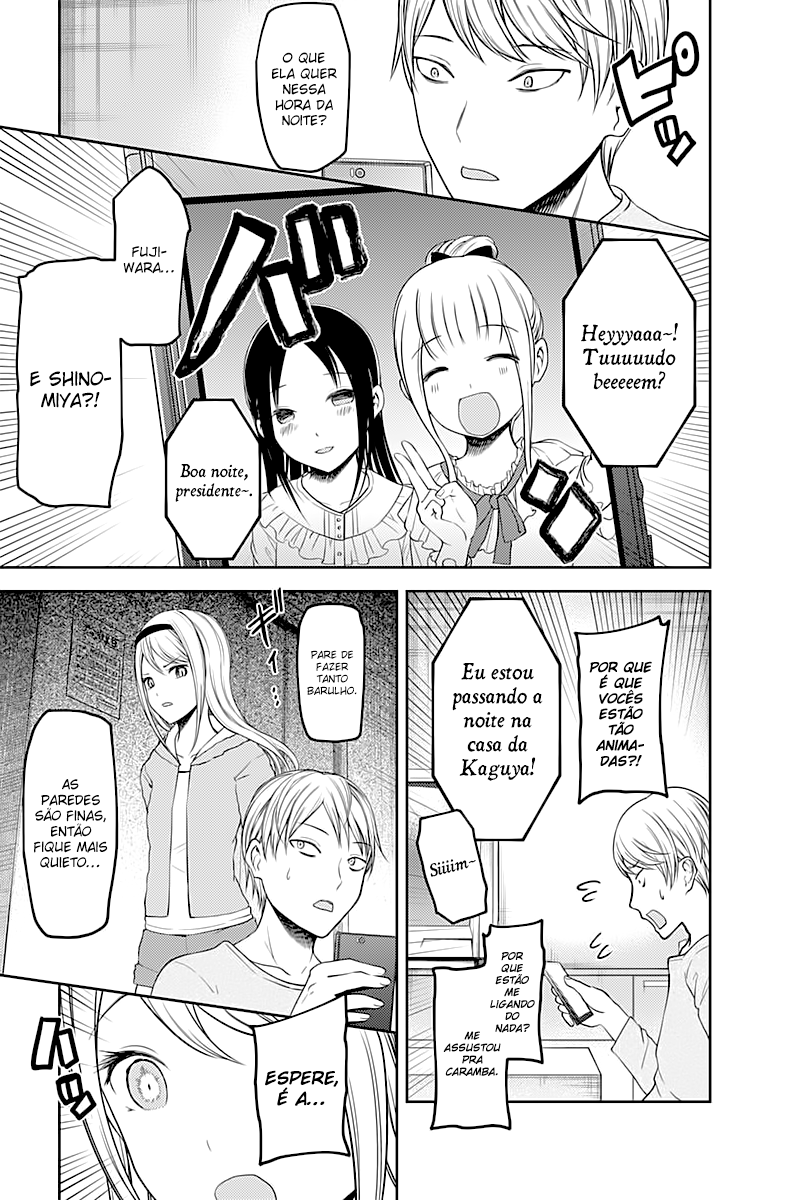 O QUE
ELA QUER
NESSA
HORA DA
NOITE?
ピッ
Heyyyaaa~!
Tuuuuudo
beeeeem?
FUJI-
WARA...
E SHINO-
MIYA?!
Boa noite,
presidente~.
POR QUE
É QUE
VOCÊS
ESTÃO
TÃO
ANIMA-
DAS?!
Eu estou
passando a
noite na
casa da
Kaguya!
Siiiim~
POR
QUE ESTÃO
ME
LIGANDO
DO
NADA?
ME
ASSUSTOU
PRA
CARAMBA.
PARE DE
FAZER
TANTO
BARULHO.
AS
PAREDES
SÃO FINAS,
ENTÃO
FIQUE MAIS
QUIETO...
ESPERE,
É A...